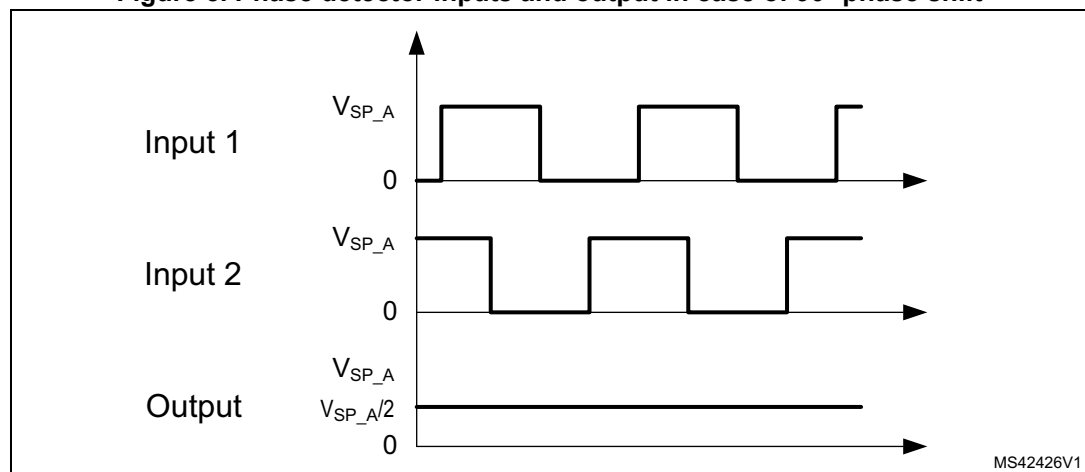 V_SP_A
Input 1
0
V_SP_A
Input 2
0
V_SP_A
Output
V_SP_A/2
0
MS42426V1